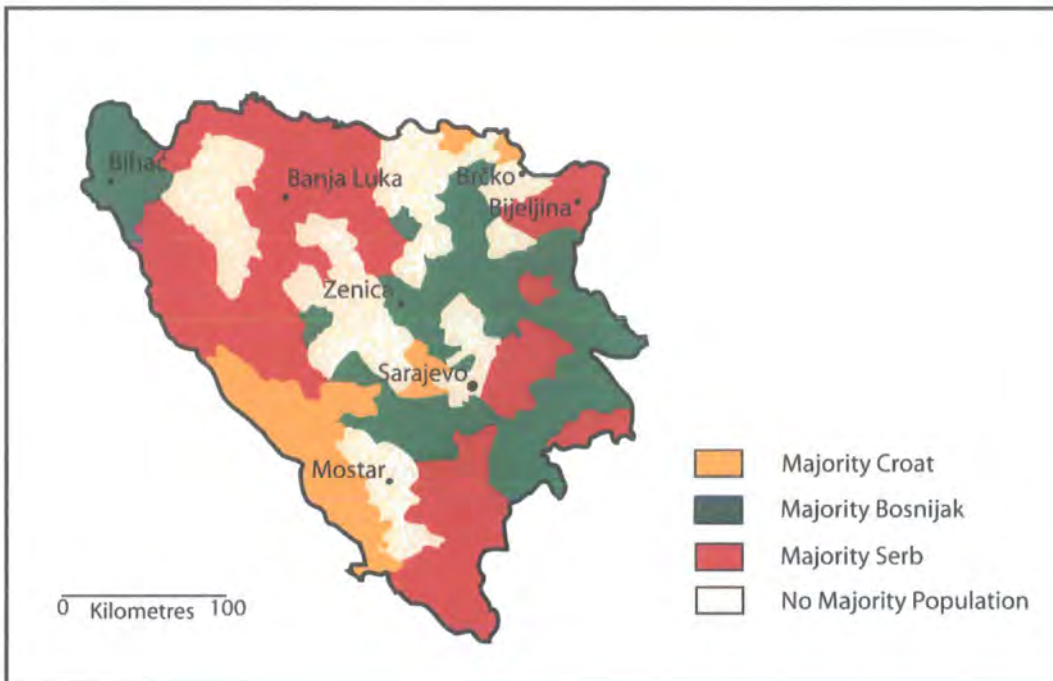 Bihać
Banja Luka
Brčko
Bijeljina
Zenica
Sarajevo
Mostar
Majority Croat
Majority Bosnijak
Majority Serb
No Majority Population
0 Kilometres 100